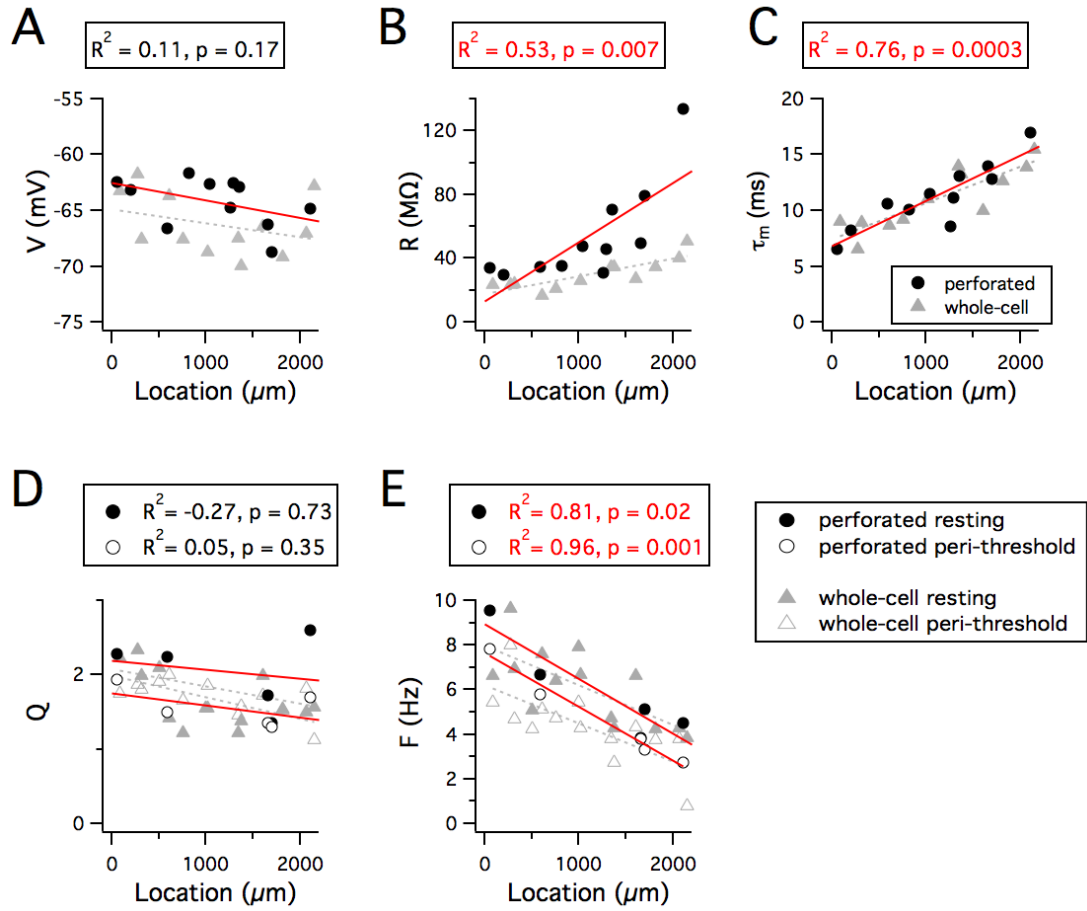 A
R² = 0.11, p = 0.17
V (mV)
-55
-60
-65
-70
-75
0
1000
2000
Location (µm)
B
R² = 0.53, p = 0.007
R (MΩ)
120
80
40
0
0
1000
2000
Location (µm)
C
R² = 0.76, p = 0.0003
τm (ms)
20
15
10
5
0
perforated
whole-cell
0
1000
2000
Location (µm)
D
R² = -0.27, p = 0.73
R² = 0.05, p = 0.35
Q
2
0
0
1000
2000
Location (µm)
E
R² = 0.81, p = 0.02
R² = 0.96, p = 0.001
F (Hz)
10
8
6
4
2
0
0
1000
2000
Location (µm)
perforated resting
perforated peri-threshold
whole-cell resting
whole-cell peri-threshold